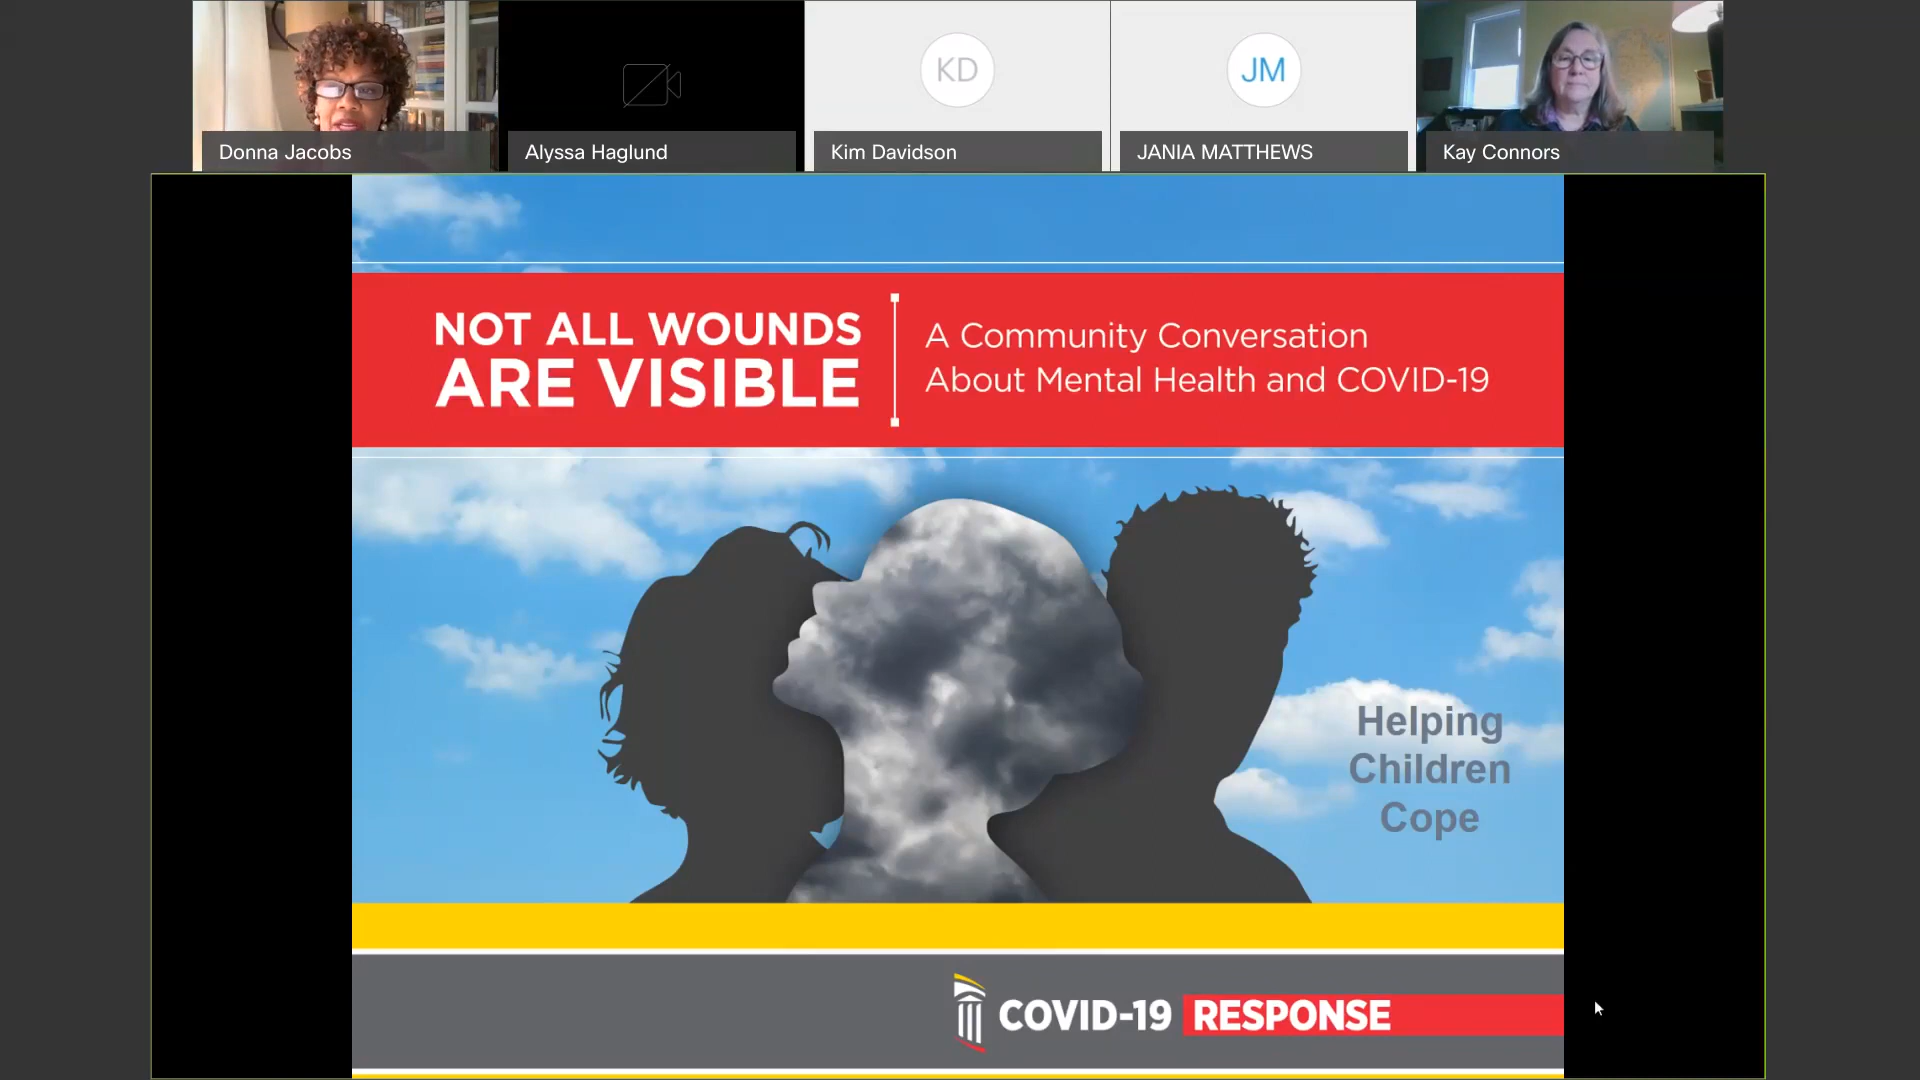 Donna Jacobs
Alyssa Haglund
KD
Kim Davidson
JM
JANIA MATTHEWS
Kay Connors
NOT ALL WOUNDS
ARE VISIBLE
A Community Conversation
About Mental Health and COVID-19
Helping
Children
Cope
COVID-19 RESPONSE